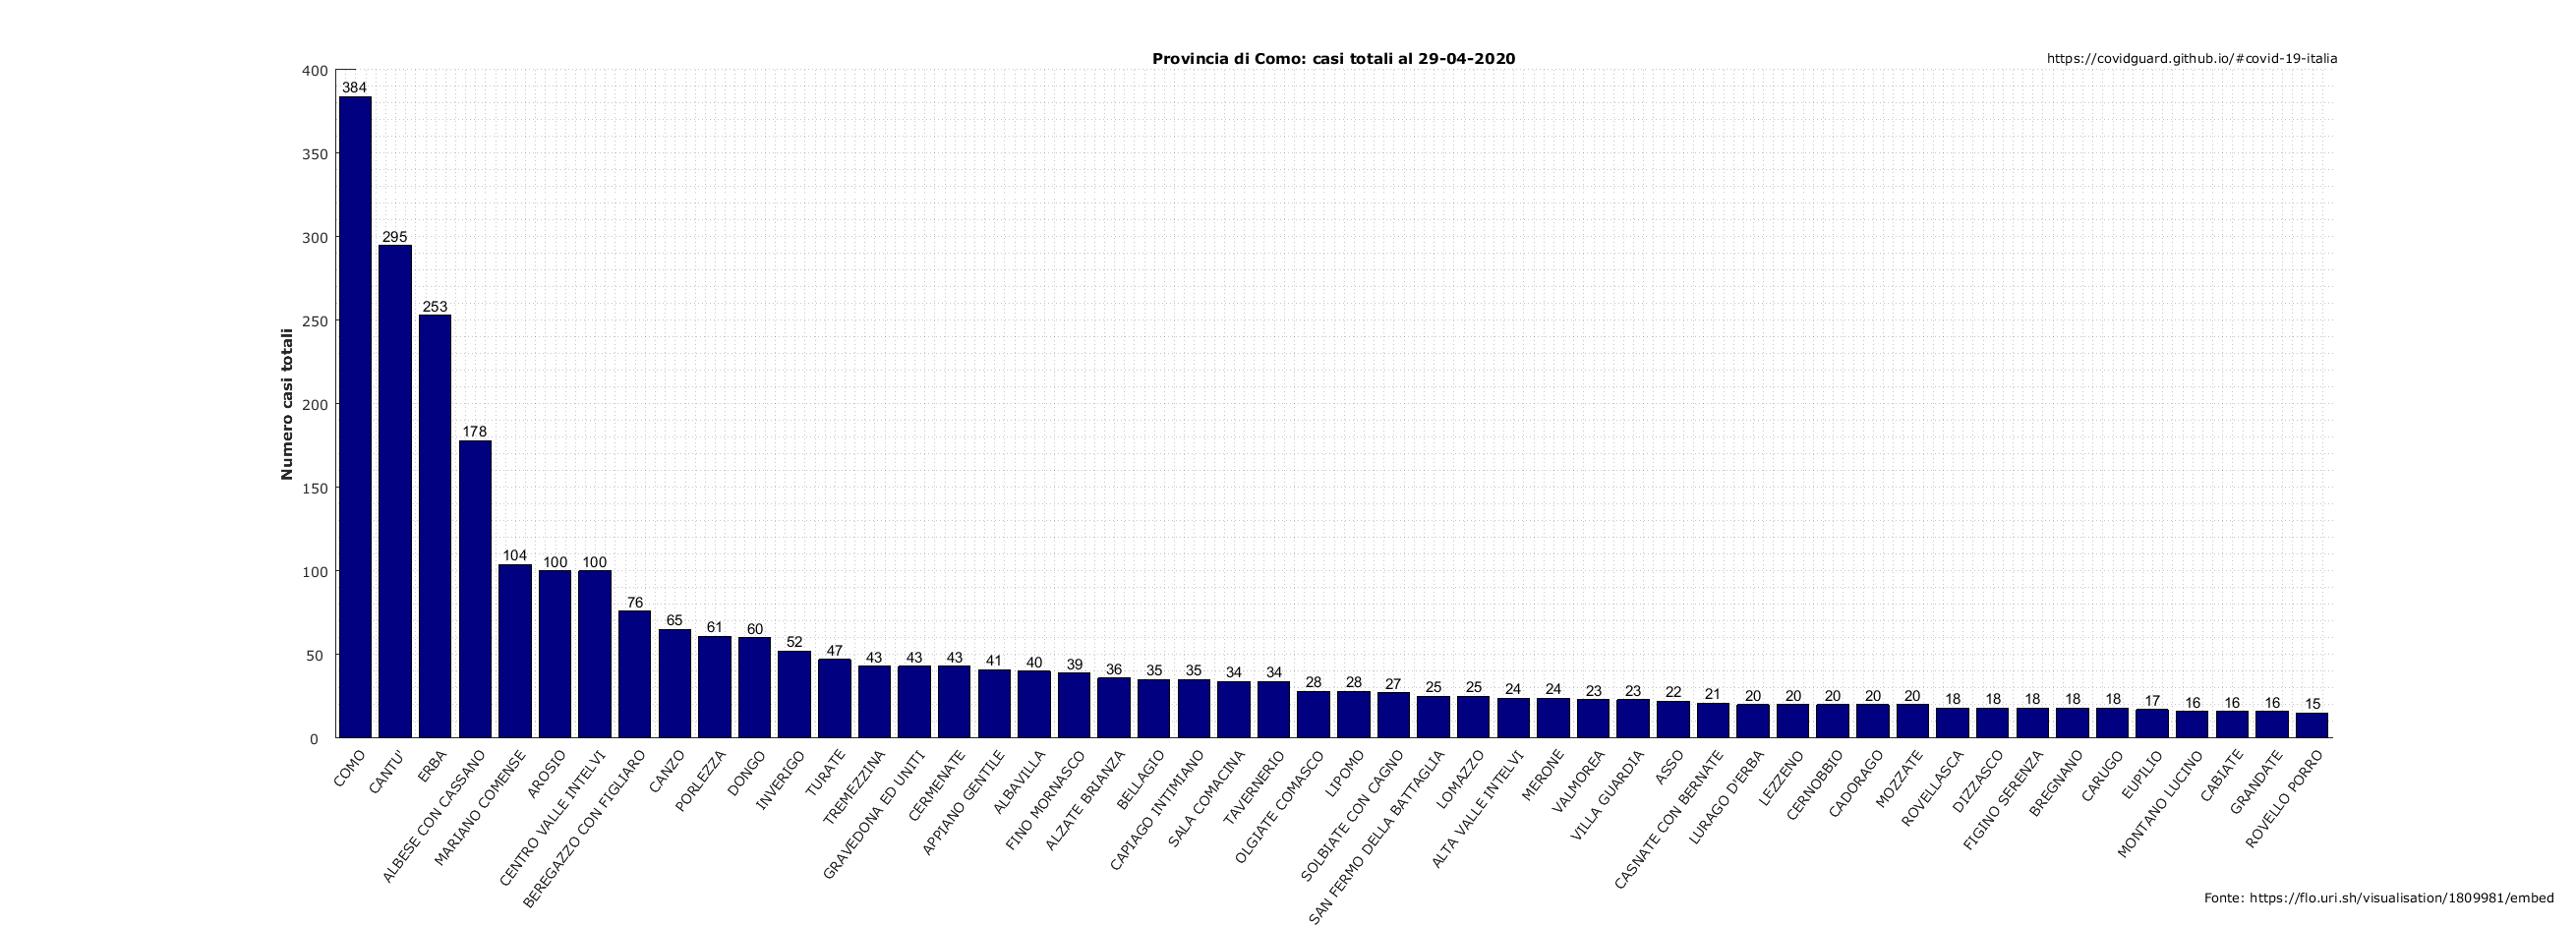 Provincia di Como: casi totali al 29-04-2020
https://covidguard.github.io/#covid-19-italia
Numero casi totali
400
350
300
250
200
150
100
50
0
384
295
253
178
104
100
100
76
65
61
60
52
47
43
43
43
41
40
39
36
35
35
34
34
28
28
27
25
25
24
24
23
23
22
21
20
20
20
20
20
18
18
18
18
18
17
16
16
16
15
COMO
CANTU'
ERBA
ALBESE CON CASSANO
MARIANO COMENSE
AROSIO
CENTRO VALLE INTELVI
BEREGAZZO CON FIGLIARO
CANZO
PORLEZZA
DONGO
INVERIGO
TURATE
TREMEZZINA
GRAVEDONA ED UNITI
CERMENATE
APPIANO GENTILE
ALBAVILLA
FINO MORNASCO
ALZATE BRIANZA
BELLAGIO
CAPIAGO INTIMIANO
SALA COMACINA
TAVERNERIO
OLGIATE COMASCO
LIPOMO
SOLBIATE CON CAGNO
SAN FERMO DELLA BATTAGLIA
LOMAZZO
ALTA VALLE INTELVI
MERONE
VALMOREA
VILLA GUARDIA
ASSO
CASNATE CON BERNATE
LURAGO D'ERBA
LEZZENO
CERNOBBIO
CADORAGO
MOZZATE
ROVELLASCA
DIZZASCO
FIGINO SERENZA
BREGNANO
CARUGO
EUPILIO
MONTANO LUCINO
CABIATE
GRANDATE
ROVELLO PORRO
Fonte: https://flo.uri.sh/visualisation/1809981/embed